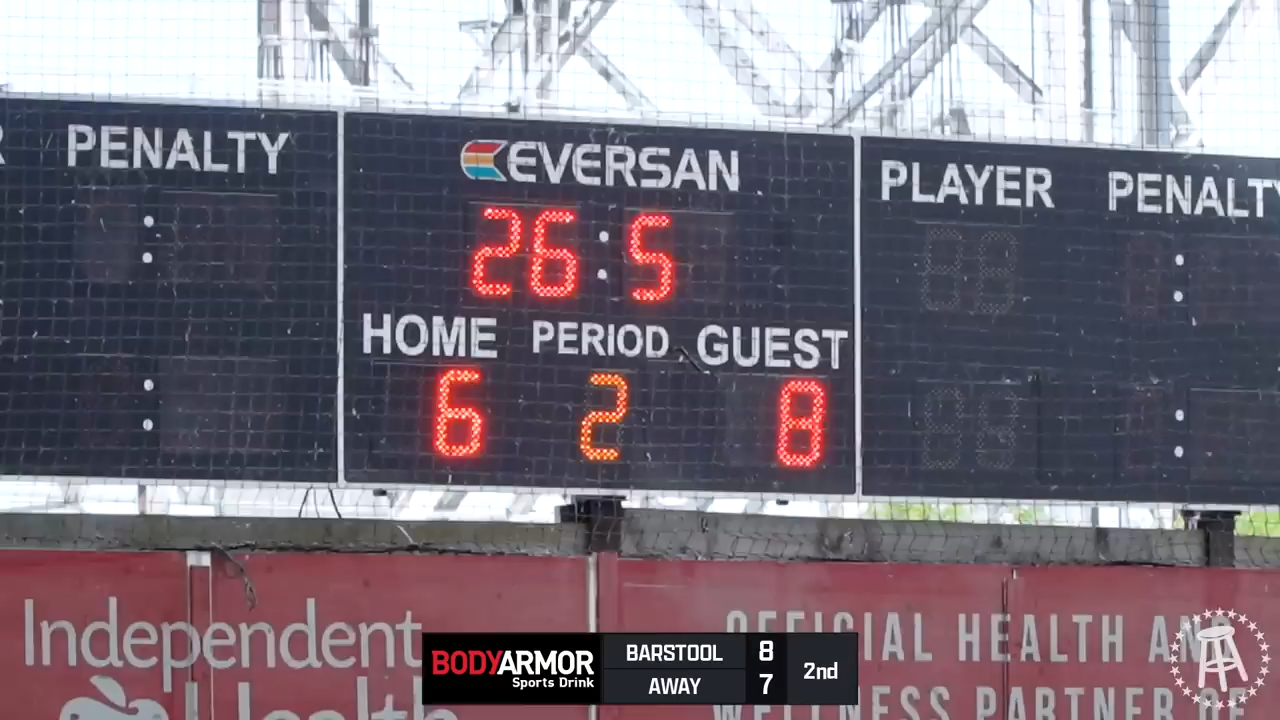 PENALTY
EVERSAN
PLAYER
PENALTY
26:5
HOME PERIOD GUEST
6 2 8
Independent
Health
OFFICIAL HEALTH AND
WELLNESS PARTNER OF
BODYARMOR
Sports Drink
BARSTOOL 8
AWAY 7
2nd